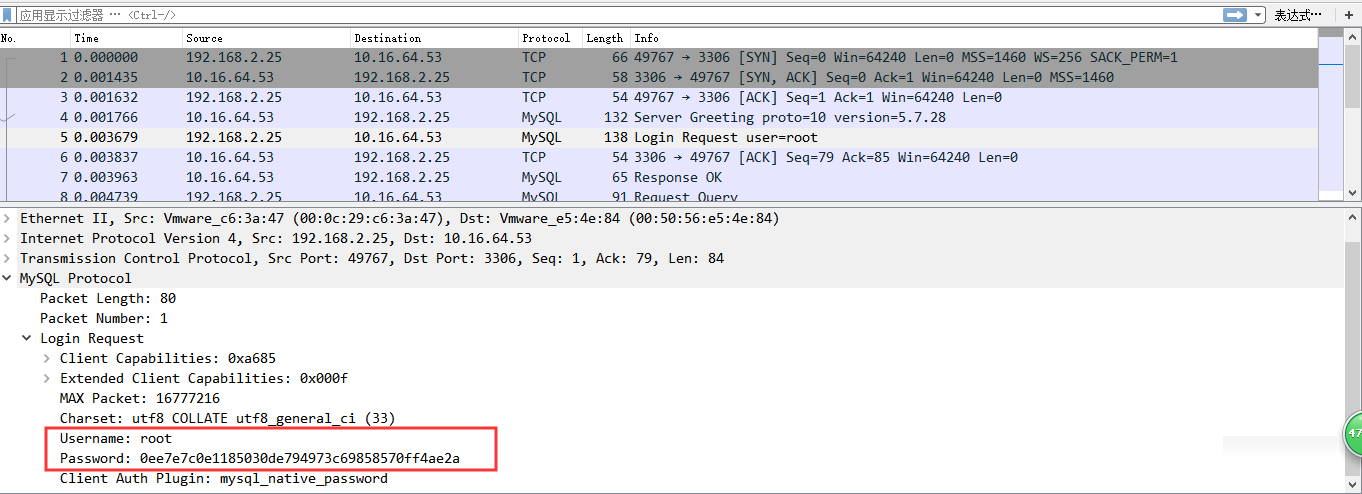 应用显示过滤器 … <Ctrl-/> 表达式… +
No. Time Source Destination Protocol Length Info
1 0.000000 192.168.2.25 10.16.64.53 TCP 66 49767 → 3306 [SYN] Seq=0 Win=64240 Len=0 MSS=1460 WS=256 SACK_PERM=1
2 0.001435 10.16.64.53 192.168.2.25 TCP 58 3306 → 49767 [SYN, ACK] Seq=0 Ack=1 Win=64240 Len=0 MSS=1460
3 0.001632 192.168.2.25 10.16.64.53 TCP 54 49767 → 3306 [ACK] Seq=1 Ack=1 Win=64240 Len=0
4 0.001766 10.16.64.53 192.168.2.25 MySQL 132 Server Greeting proto=10 version=5.7.28
5 0.003679 192.168.2.25 10.16.64.53 MySQL 138 Login Request user=root
6 0.003837 10.16.64.53 192.168.2.25 TCP 54 3306 → 49767 [ACK] Seq=79 Ack=85 Win=64240 Len=0
7 0.003963 10.16.64.53 192.168.2.25 MySQL 65 Response OK
8 0.004739 192.168.2.25 10.16.64.53 MySQL 91 Request Query
Ethernet II, Src: Vmware_c6:3a:47 (00:0c:29:c6:3a:47), Dst: Vmware_e5:4e:84 (00:50:56:e5:4e:84)
Internet Protocol Version 4, Src: 192.168.2.25, Dst: 10.16.64.53
Transmission Control Protocol, Src Port: 49767, Dst Port: 3306, Seq: 1, Ack: 79, Len: 84
MySQL Protocol
Packet Length: 80
Packet Number: 1
Login Request
Client Capabilities: 0xa685
Extended Client Capabilities: 0x000f
MAX Packet: 16777216
Charset: utf8 COLLATE utf8_general_ci (33)
Username: root
Password: 0ee7e7c0e1185030de794973c69858570ff4ae2a
Client Auth Plugin: mysql_native_password
47